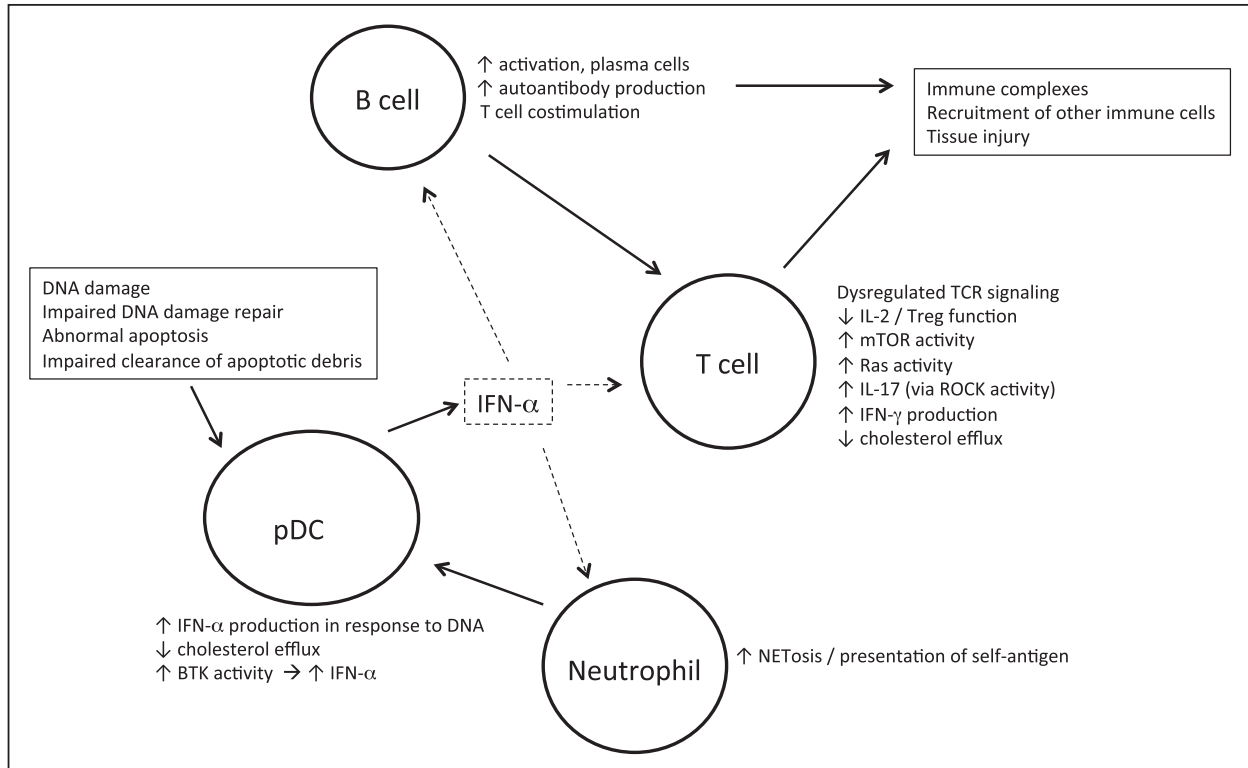 B cell
↑ activation, plasma cells
↑ autoantibody production
T cell costimulation
Immune complexes
Recruitment of other immune cells
Tissue injury
DNA damage
Impaired DNA damage repair
Abnormal apoptosis
Impaired clearance of apoptotic debris
IFN-α
T cell
Dysregulated TCR signaling
↓ IL-2 / Treg function
↑ mTOR activity
↑ Ras activity
↑ IL-17 (via ROCK activity)
↑ IFN-γ production
↓ cholesterol efflux
pDC
↑ IFN-α production in response to DNA
↓ cholesterol efflux
↑ BTK activity → ↑ IFN-α
Neutrophil
↑ NETosis / presentation of self-antigen